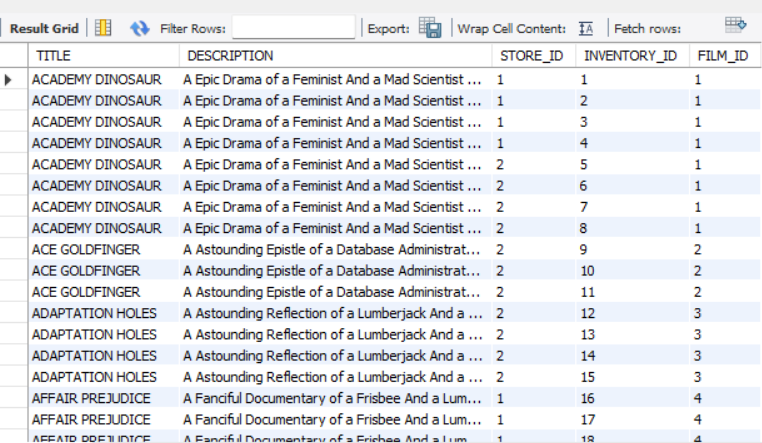 Result Grid Filter Rows: Export: Wrap Cell Content: IA Fetch rows:
TITLE DESCRIPTION STORE_ID INVENTORY_ID FILM_ID
ACADEMY DINOSAUR A Epic Drama of a Feminist And a Mad Scientist ... 1 1 1
ACADEMY DINOSAUR A Epic Drama of a Feminist And a Mad Scientist ... 1 2 1
ACADEMY DINOSAUR A Epic Drama of a Feminist And a Mad Scientist ... 1 3 1
ACADEMY DINOSAUR A Epic Drama of a Feminist And a Mad Scientist ... 1 4 1
ACADEMY DINOSAUR A Epic Drama of a Feminist And a Mad Scientist ... 2 5 1
ACADEMY DINOSAUR A Epic Drama of a Feminist And a Mad Scientist ... 2 6 1
ACADEMY DINOSAUR A Epic Drama of a Feminist And a Mad Scientist ... 2 7 1
ACADEMY DINOSAUR A Epic Drama of a Feminist And a Mad Scientist ... 2 8 1
ACE GOLDFINGER A Astounding Epistle of a Database Administrat... 2 9 2
ACE GOLDFINGER A Astounding Epistle of a Database Administrat... 2 10 2
ACE GOLDFINGER A Astounding Epistle of a Database Administrat... 2 11 2
ADAPTATION HOLES A Astounding Reflection of a Lumberjack And a ... 2 12 3
ADAPTATION HOLES A Astounding Reflection of a Lumberjack And a ... 2 13 3
ADAPTATION HOLES A Astounding Reflection of a Lumberjack And a ... 2 14 3
ADAPTATION HOLES A Astounding Reflection of a Lumberjack And a ... 2 15 3
AFFAIR PREJUDICE A Fanciful Documentary of a Frisbee And a Lum... 1 16 4
AFFAIR PREJUDICE A Fanciful Documentary of a Frisbee And a Lum... 1 17 4
AFFAIR PREJUDICE A Fanciful Documentary of a Frisbee And a Lum... 1 18 4